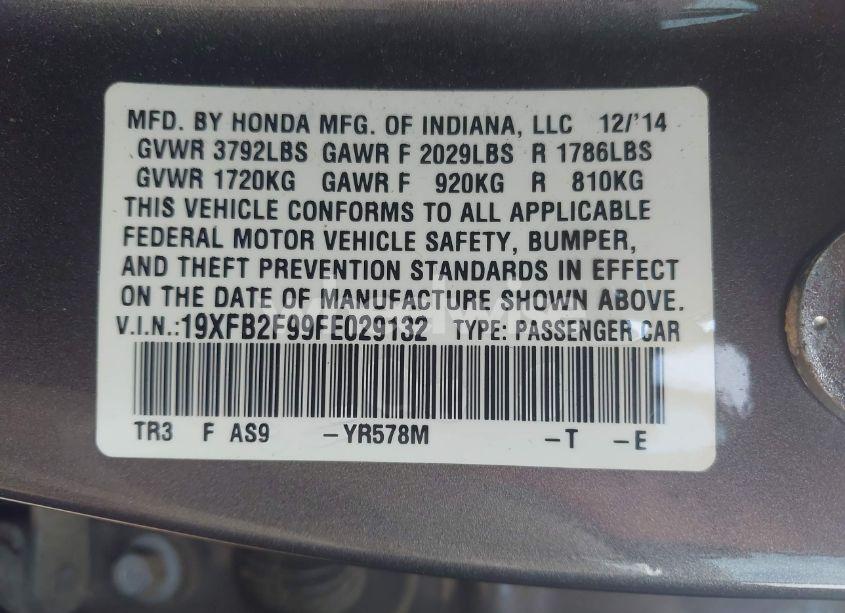 MFD. BY HONDA MFG. OF INDIANA, LLC 12/'14
GVWR 3792LBS GAWR F 2029LBS R 1786LBS
GVWR 1720KG GAWR F 920KG R 810KG
THIS VEHICLE CONFORMS TO ALL APPLICABLE
FEDERAL MOTOR VEHICLE SAFETY, BUMPER,
AND THEFT PREVENTION STANDARDS IN EFFECT
ON THE DATE OF MANUFACTURE SHOWN ABOVE.
V.I.N.:19XFB2F99FE029132 TYPE: PASSENGER CAR
TR3 F AS9 -YR578M -T -E